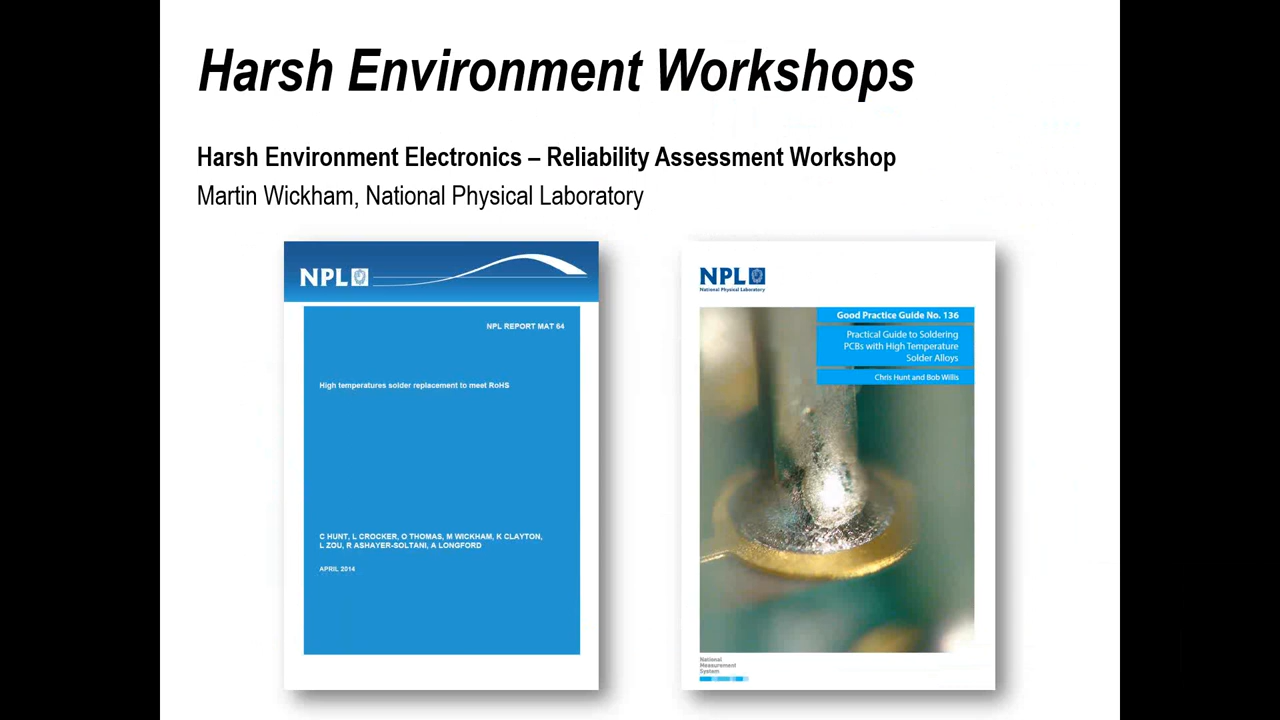 Harsh Environment Workshops
Harsh Environment Electronics – Reliability Assessment Workshop
Martin Wickham, National Physical Laboratory
NPL
NPL REPORT MAT 64
High temperatures solder replacement to meet RoHS
C HUNT, L CROCKER, O THOMAS, M WICKHAM, K CLAYTON,
L ZOU, R ASHAYER-SOLTANI, A LONGFORD
APRIL 2014
NPL
National Physical Laboratory
Good Practice Guide No. 136
Practical Guide to Soldering
PCBs with High Temperature
Solder Alloys
Chris Hunt and Bob Willis
National
Measurement
System